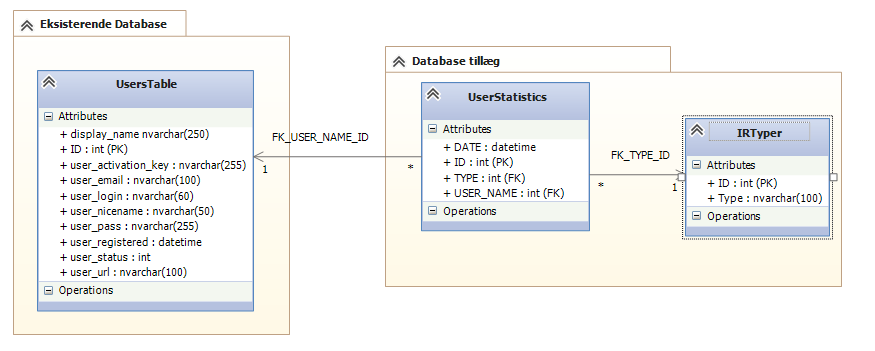 Eksisterende Database
UsersTable
Attributes
+ display_name nvarchar(250)
+ ID : int (PK)
+ user_activation_key : nvarchar(255)
+ user_email : nvarchar(100)
+ user_login : nvarchar(60)
+ user_nicename : nvarchar(50)
+ user_pass : nvarchar(255)
+ user_registered : datetime
+ user_status : int
+ user_url : nvarchar(100)
Operations
FK_USER_NAME_ID
1
*
Database tillæg
UserStatistics
Attributes
+ DATE : datetime
+ ID : int (PK)
+ TYPE : int (FK)
+ USER_NAME : int (FK)
Operations
FK_TYPE_ID
*
1
IRTyper
Attributes
+ ID : int (PK)
+ Type : nvarchar(100)
Operations